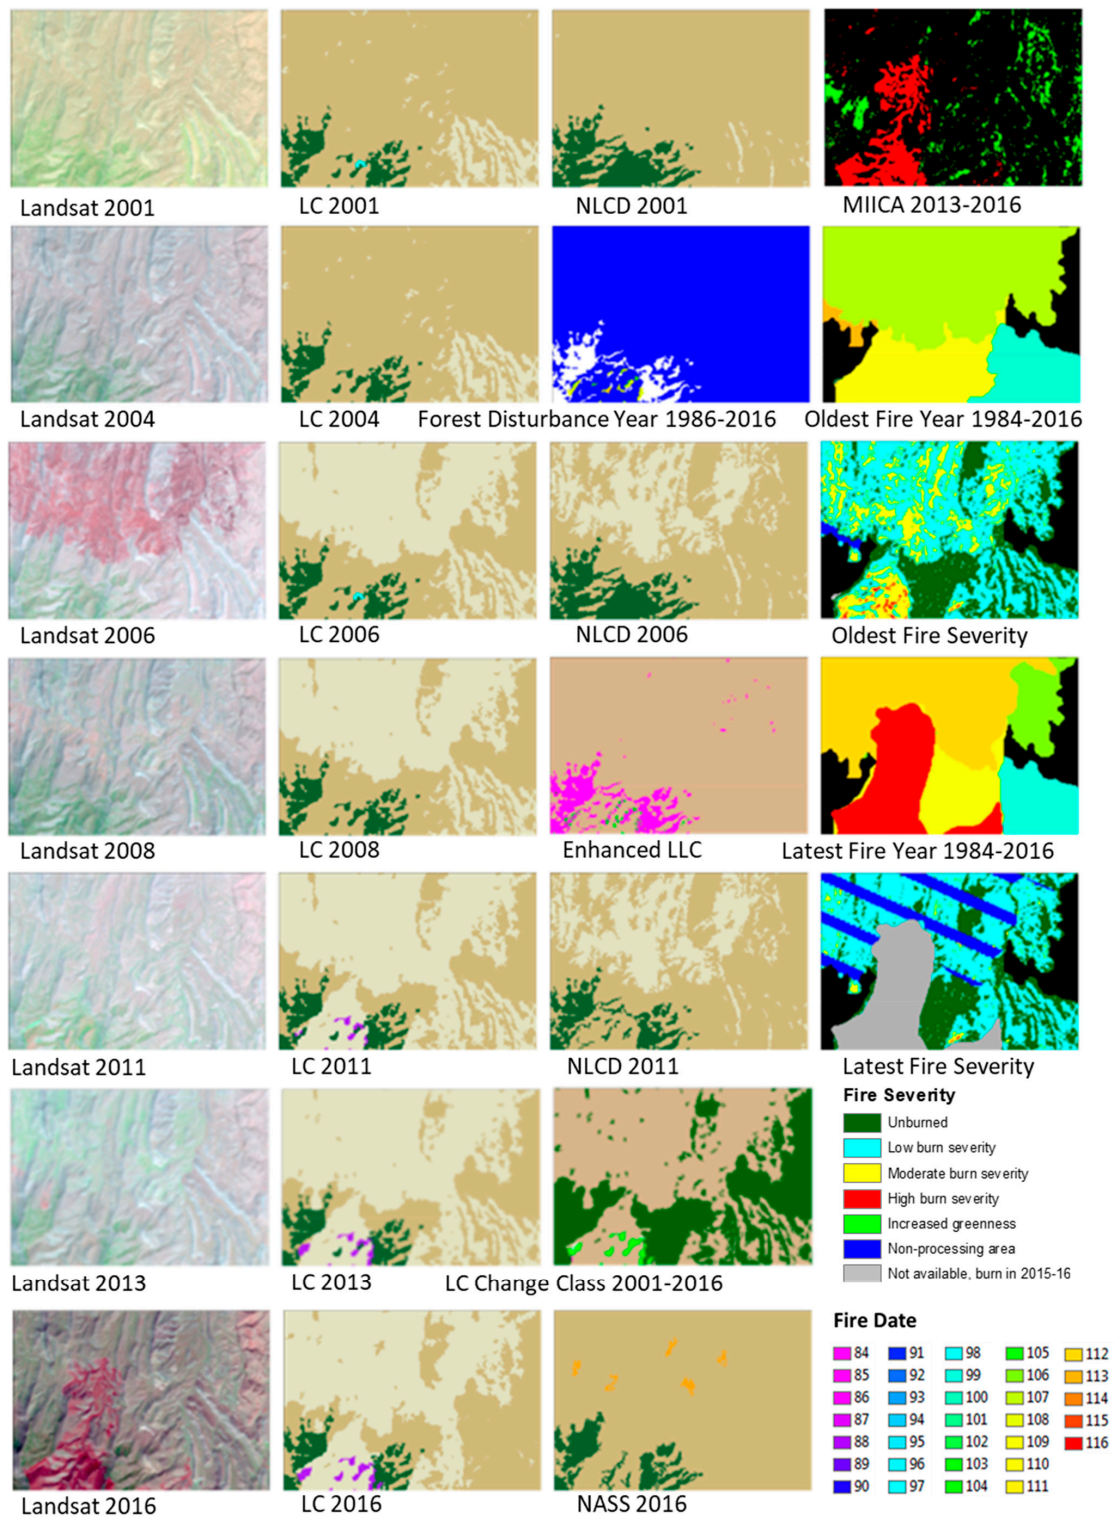 Landsat 2001
LC 2001
NLCD 2001
MIICA 2013-2016
Landsat 2004
LC 2004
Forest Disturbance Year 1986-2016
Oldest Fire Year 1984-2016
Landsat 2006
LC 2006
NLCD 2006
Oldest Fire Severity
Landsat 2008
LC 2008
Enhanced LLC
Latest Fire Year 1984-2016
Landsat 2011
LC 2011
NLCD 2011
Latest Fire Severity
Fire Severity
Unburned
Low burn severity
Moderate burn severity
High burn severity
Increased greenness
Non-processing area
Not available, burn in 2015-16
Landsat 2013
LC 2013
LC Change Class 2001-2016
Fire Date
84 91 98 105 112
85 92 99 106 113
86 93 100 107 114
87 94 101 108 115
88 95 102 109 116
89 96 103 110
90 97 104 111
Landsat 2016
LC 2016
NASS 2016